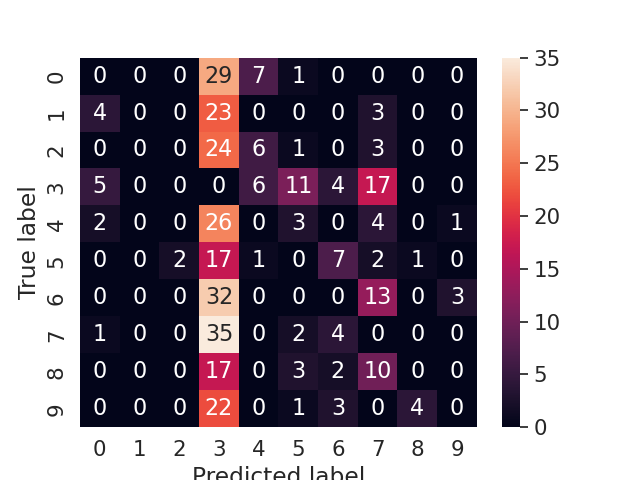 0 0 0 0 29 7 1 0 0 0 0 35
1 4 0 0 23 0 0 0 3 0 0 30
2 0 0 0 24 6 1 0 3 0 0 25
3 5 0 0 0 6 11 4 17 0 0 20
4 2 0 0 26 0 3 0 4 0 1 15
5 0 0 2 17 1 0 7 2 1 0
6 0 0 0 32 0 0 0 13 0 3 10
7 1 0 0 35 0 2 4 0 0 0
8 0 0 0 17 0 3 2 10 0 0 5
9 0 0 0 22 0 1 3 0 4 0 0
0 1 2 3 4 5 6 7 8 9
True label
Predicted label